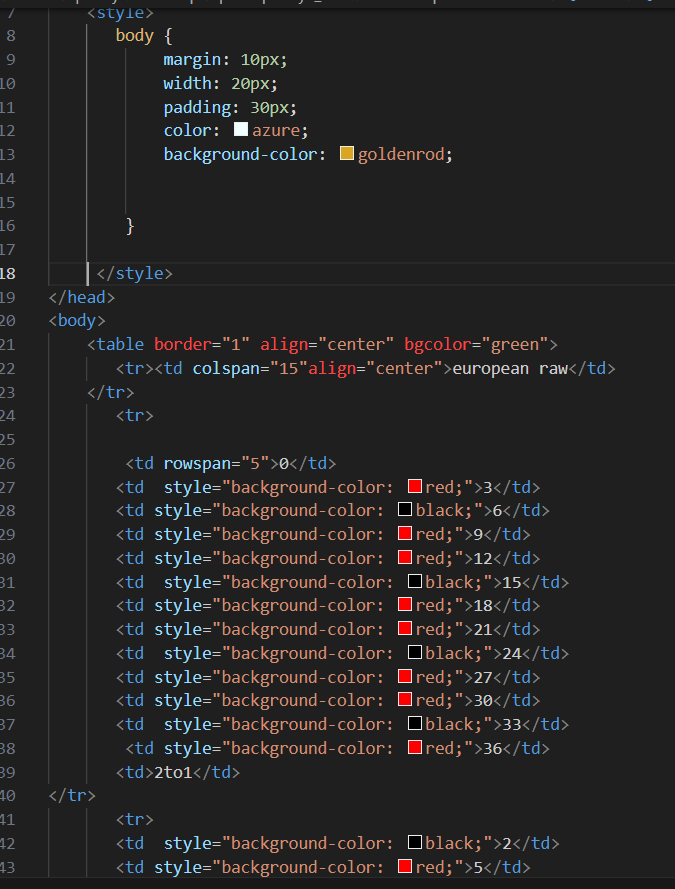 7 <style>
8 body {
9 margin: 10px;
10 width: 20px;
11 padding: 30px;
12 color: azure;
13 background-color: goldenrod;
14
15
16 }
17
18 </style>
19 </head>
20 <body>
21 <table border="1" align="center" bgcolor="green">
22 <tr><td colspan="15"align="center">european raw</td>
23 </tr>
24 <tr>
25
26 <td rowspan="5">0</td>
27 <td  style="background-color: red;">3</td>
28 <td style="background-color: black;">6</td>
29 <td style="background-color: red;">9</td>
30 <td style="background-color: red;">12</td>
31 <td  style="background-color: black;">15</td>
32 <td style="background-color: red;">18</td>
33 <td style="background-color: red;">21</td>
34 <td  style="background-color: black;">24</td>
35 <td style="background-color: red;">27</td>
36 <td style="background-color: red;">30</td>
37 <td  style="background-color: black;">33</td>
38 <td style="background-color: red;">36</td>
39 <td>2to1</td>
40 </tr>
41 <tr>
42 <td  style="background-color: black;">2</td>
43 <td style="background-color: red;">5</td>